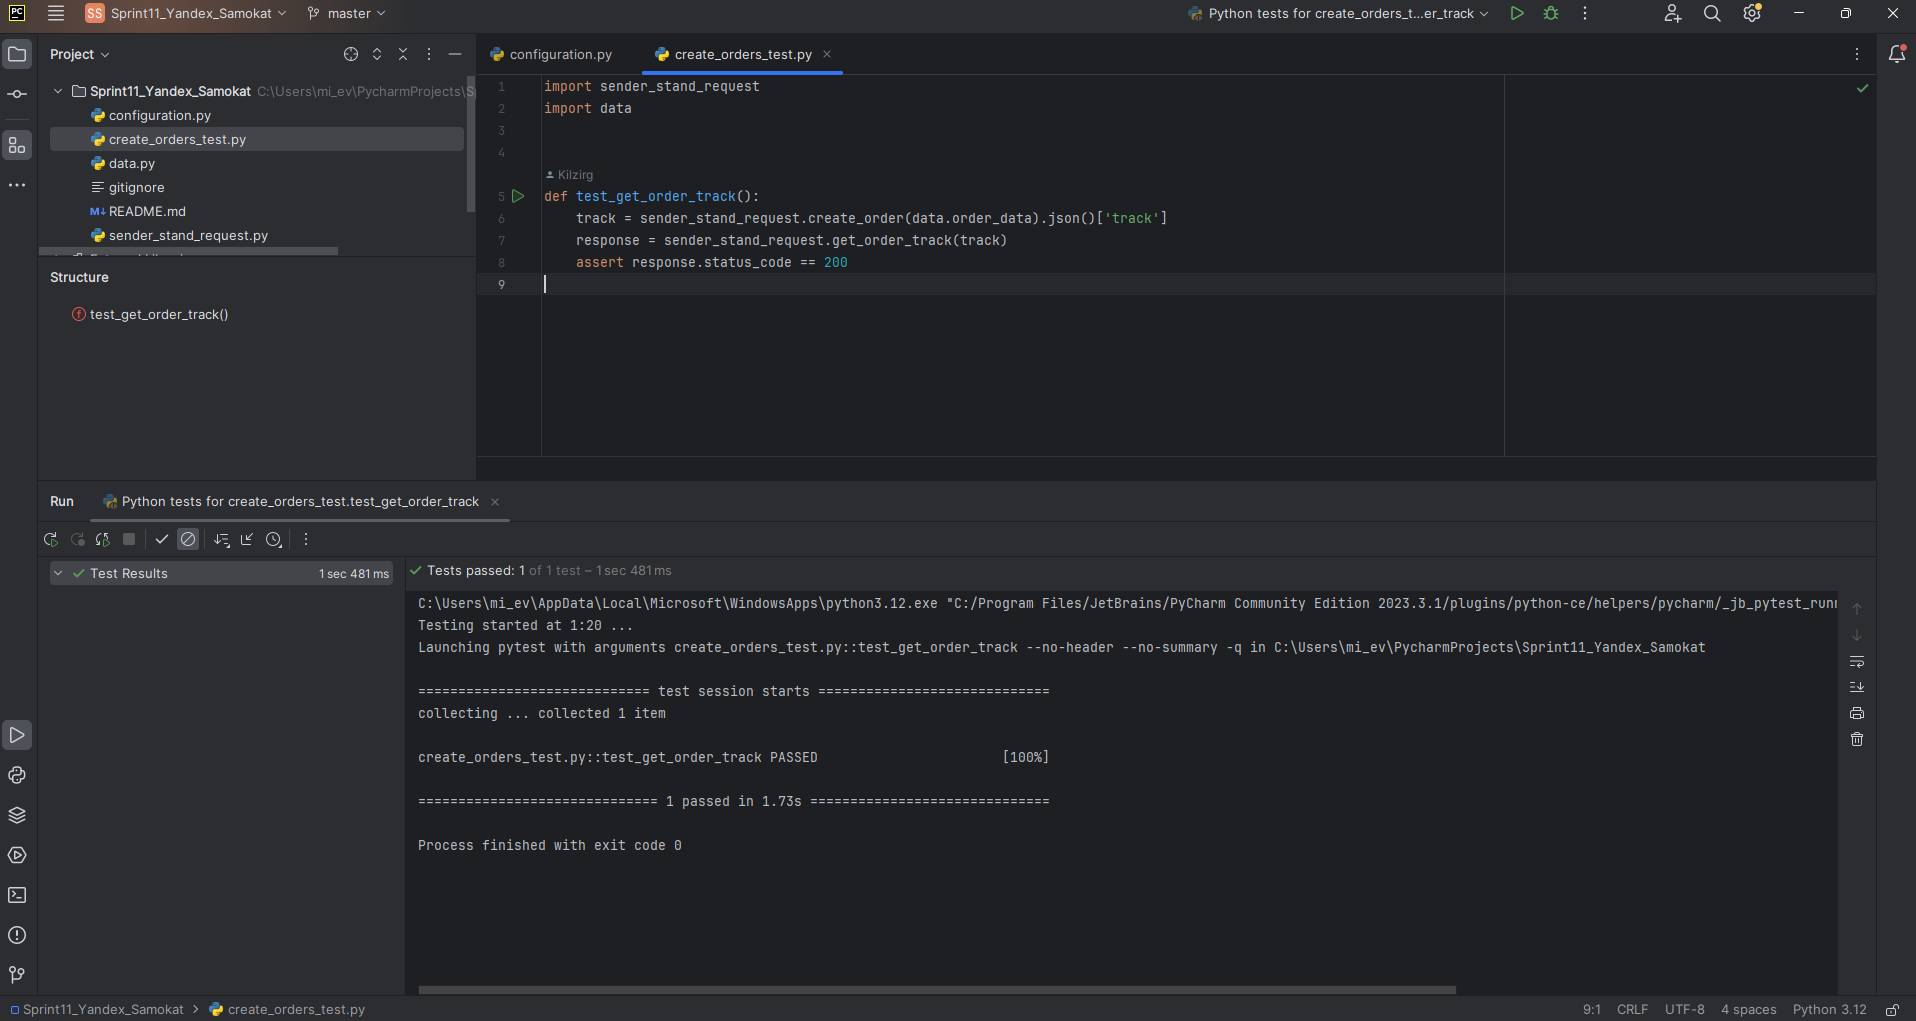 PC SS Sprint11_Yandex_Samokat master Python tests for create_orders_t...er_track
Project
Sprint11_Yandex_Samokat C:\Users\mi_ev\PycharmProjects\S
configuration.py
create_orders_test.py
data.py
gitignore
M↓ README.md
sender_stand_request.py
Structure
f test_get_order_track()
configuration.py create_orders_test.py
1 import sender_stand_request
2 import data
3
4
Kilzirg
5 def test_get_order_track():
6 track = sender_stand_request.create_order(data.order_data).json()['track']
7 response = sender_stand_request.get_order_track(track)
8 assert response.status_code == 200
9
Run Python tests for create_orders_test.test_get_order_track
Test Results 1 sec 481 ms
Tests passed: 1 of 1 test – 1 sec 481 ms
C:\Users\mi_ev\AppData\Local\Microsoft\WindowsApps\python3.12.exe "C:/Program Files/JetBrains/PyCharm Community Edition 2023.3.1/plugins/python-ce/helpers/pycharm/_jb_pytest_runn
Testing started at 1:20 ...
Launching pytest with arguments create_orders_test.py::test_get_order_track --no-header --no-summary -q in C:\Users\mi_ev\PycharmProjects\Sprint11_Yandex_Samokat
============================= test session starts =============================
collecting ... collected 1 item
create_orders_test.py::test_get_order_track PASSED [100%]
============================== 1 passed in 1.73s ==============================
Process finished with exit code 0
Sprint11_Yandex_Samokat > create_orders_test.py 9:1 CRLF UTF-8 4 spaces Python 3.12